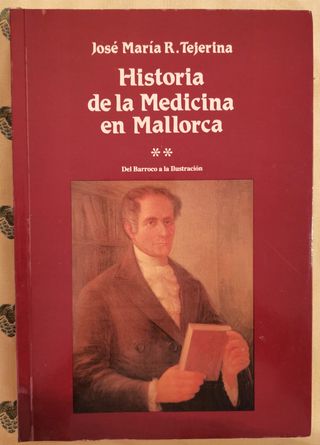 José María R. Tejerina
Historia
de la Medicina
en Mallorca
**
Del Barroco a la Ilustración